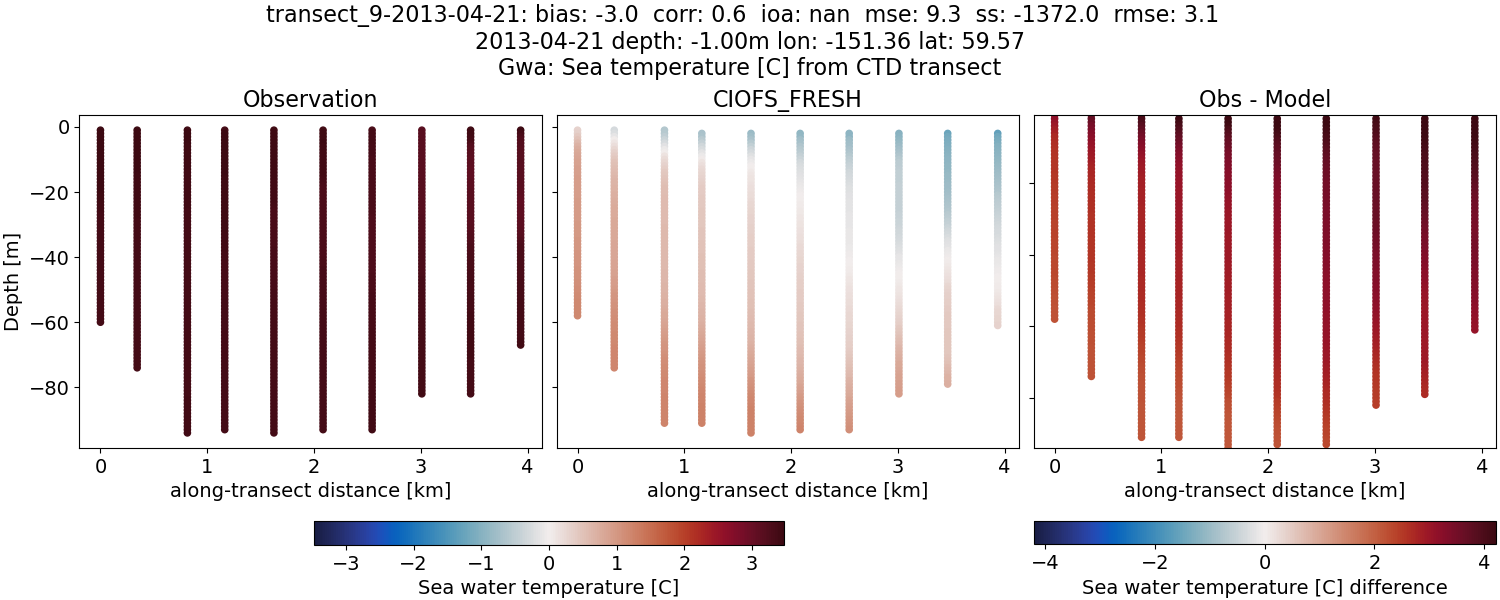 transect_9-2013-04-21: bias: -3.0  corr: 0.6  ioa: nan  mse: 9.3  ss: -1372.0  rmse: 3.1
2013-04-21 depth: -1.00m lon: -151.36 lat: 59.57
Gwa: Sea temperature [C] from CTD transect
Observation
CIOFS_FRESH
Obs - Model
Depth [m]
0
−20
−40
−60
−80
0 1 2 3 4
0 1 2 3 4
0 1 2 3 4
along-transect distance [km]
along-transect distance [km]
along-transect distance [km]
−3 −2 −1 0 1 2 3
Sea water temperature [C]
−4 −2 0 2 4
Sea water temperature [C] difference